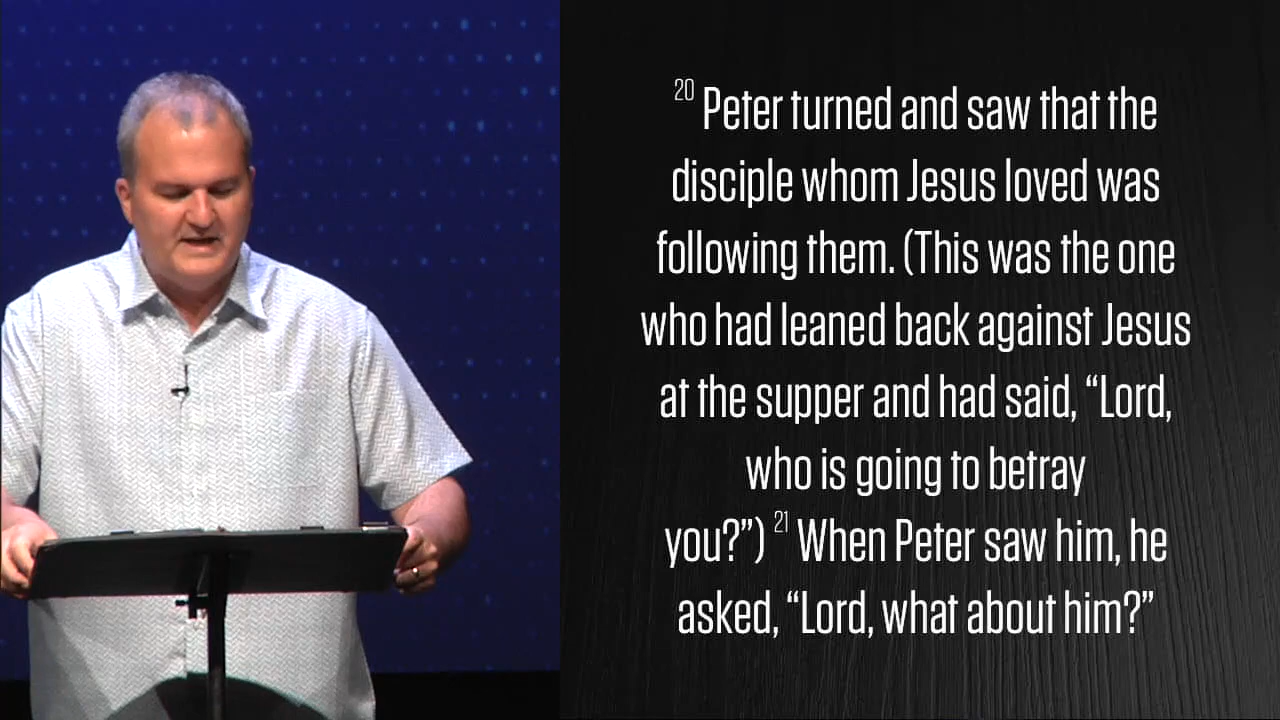 20 Peter turned and saw that the
disciple whom Jesus loved was
following them. (This was the one
who had leaned back against Jesus
at the supper and had said, “Lord,
who is going to betray
you?”) 21 When Peter saw him, he
asked, “Lord, what about him?”